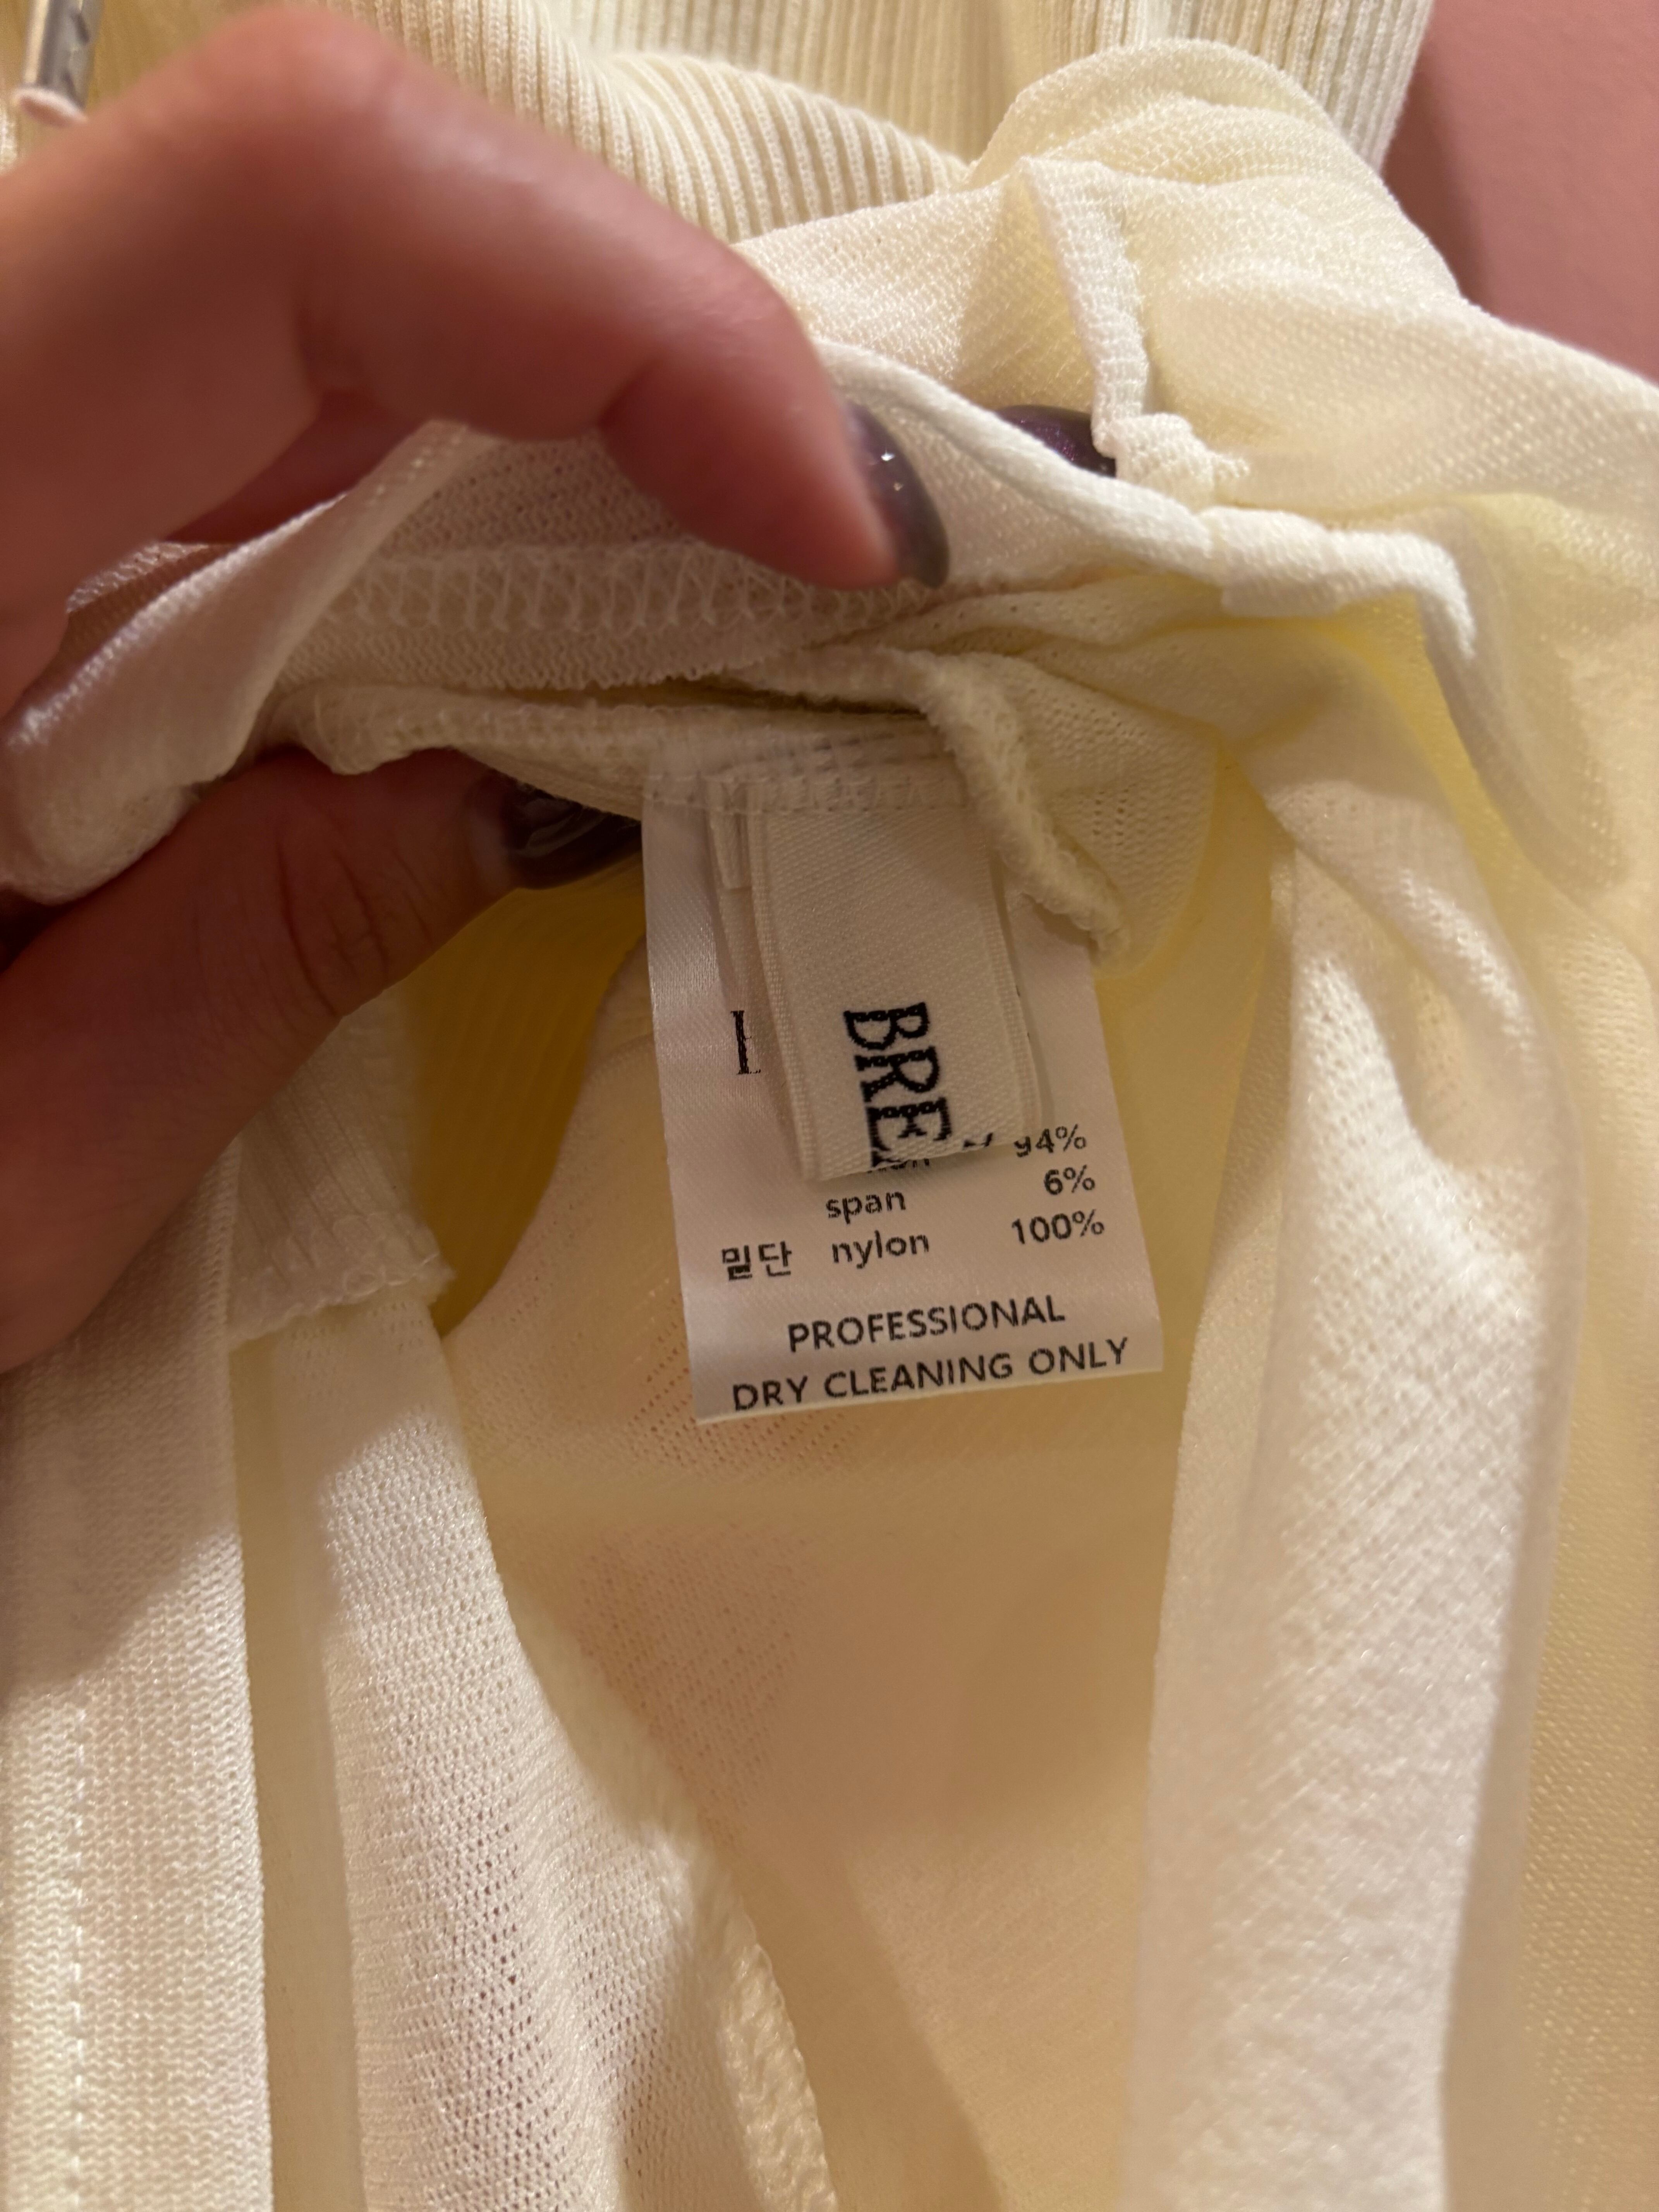 L
BRE
94%
span 6%
밑단 nylon 100%
PROFESSIONAL
DRY CLEANING ONLY